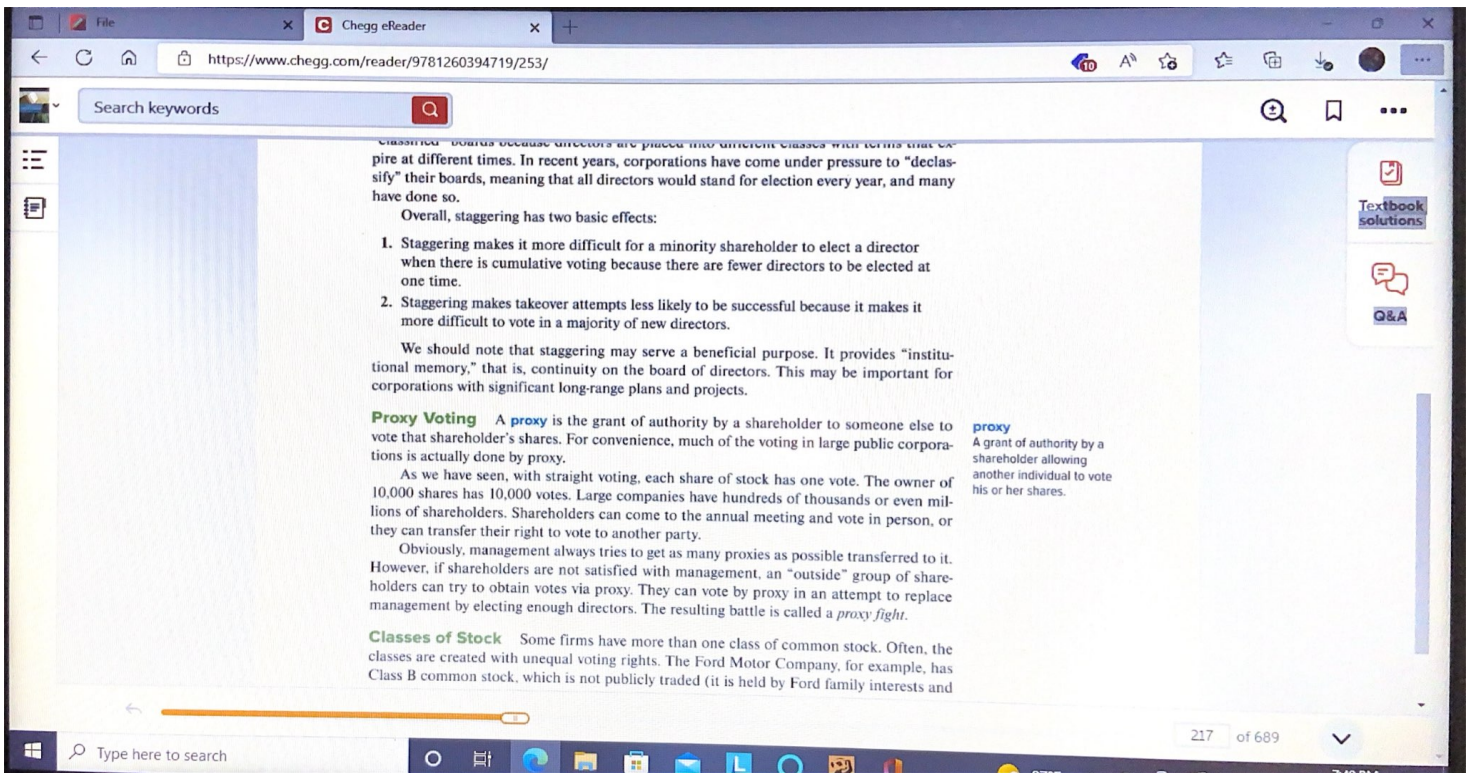 File
Chegg eReader
https://www.chegg.com/reader/9781260394719/253/
10
Search keywords
classified" boards because directors are placed into different classes with terms that ex-
pire at different times. In recent years, corporations have come under pressure to "declas-
sify" their boards, meaning that all directors would stand for election every year, and many
have done so.
Overall, staggering has two basic effects:
1. Staggering makes it more difficult for a minority shareholder to elect a director
when there is cumulative voting because there are fewer directors to be elected at
one time.
2. Staggering makes takeover attempts less likely to be successful because it makes it
more difficult to vote in a majority of new directors.
We should note that staggering may serve a beneficial purpose. It provides "institu-
tional memory," that is, continuity on the board of directors. This may be important for
corporations with significant long-range plans and projects.
Proxy Voting A proxy is the grant of authority by a shareholder to someone else to
vote that shareholder's shares. For convenience, much of the voting in large public corpora-
tions is actually done by proxy.
As we have seen, with straight voting, each share of stock has one vote. The owner of
10,000 shares has 10,000 votes. Large companies have hundreds of thousands or even mil-
lions of shareholders. Shareholders can come to the annual meeting and vote in person, or
they can transfer their right to vote to another party.
Obviously, management always tries to get as many proxies as possible transferred to it.
However, if shareholders are not satisfied with management, an "outside" group of share-
holders can try to obtain votes via proxy. They can vote by proxy in an attempt to replace
management by electing enough directors. The resulting battle is called a proxy fight.
Classes of Stock Some firms have more than one class of common stock. Often, the
classes are created with unequal voting rights. The Ford Motor Company, for example, has
Class B common stock, which is not publicly traded (it is held by Ford family interests and
proxy
A grant of authority by a
shareholder allowing
another individual to vote
his or her shares.
Textbook
solutions
Q&A
217 of 689
Type here to search
L